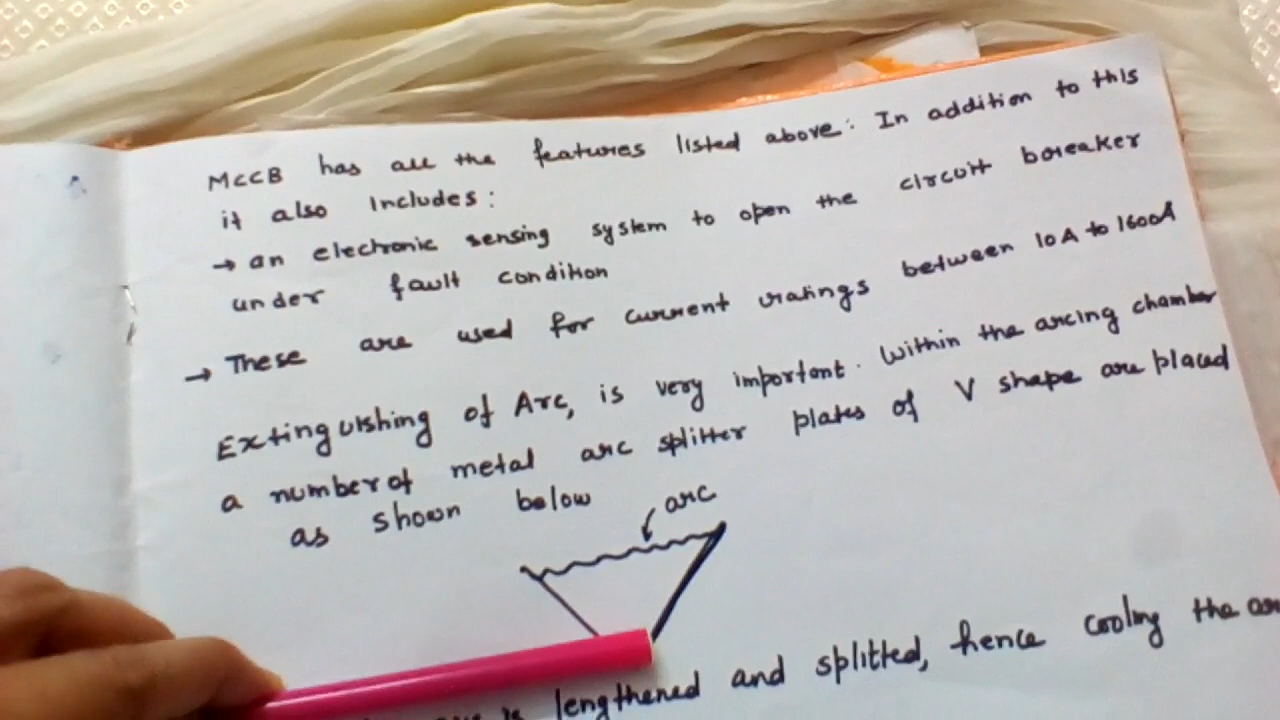 MCCB has all the features listed above. In addition to this
it also includes:
→ an electronic sensing system to open the circuit breaker
under fault condition
→ These are used for current ratings between 10A to 1600A
Extinguishing of Arc, is very important. Within the arcing chamber
a number of metal arc splitter plates of V shape are placed
as shown below
arc
is lengthened and splitted, hence cooling the